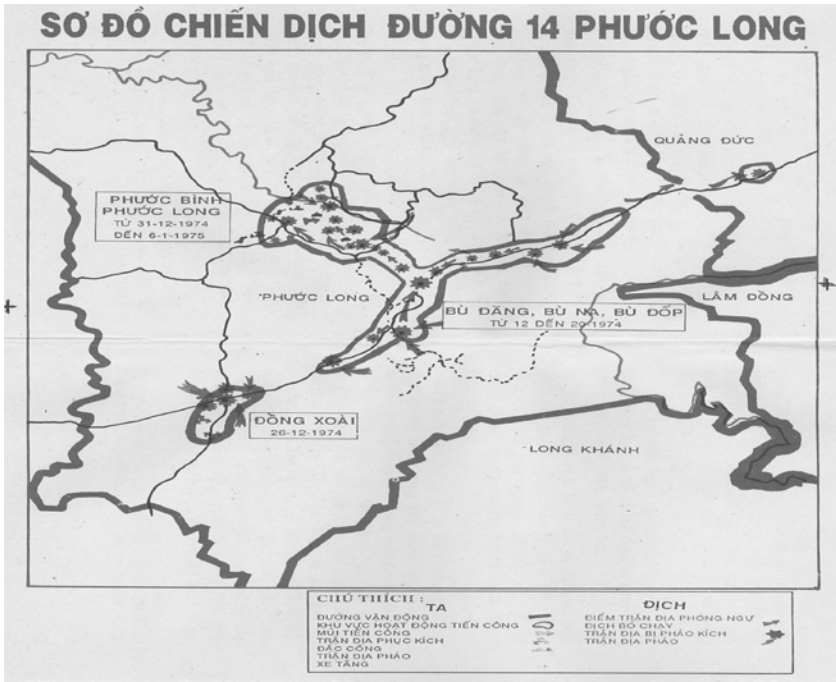 SƠ ĐỒ CHIẾN DỊCH ĐƯỜNG 14 PHƯỚC LONG
QUẢNG ĐỨC
PHƯỚC BÌNH
PHƯỚC LONG
TỪ 31-12-1974
ĐẾN 6-1-1975
PHƯỚC LONG
LÂM ĐỒNG
BÙ ĐĂNG, BÙ NA, BÙ ĐỐP
TỪ 12 DẾN 20-1974
ĐỒNG XOÀI
26-12-1974
LONG KHÁNH
CHÚ THÍCH :
TA
ĐƯỜNG VẬN ĐỘNG
KHU VỰC HOẠT ĐỘNG TIẾN CÔNG
MŨI TIẾN CÔNG
TRẬN ĐỊA PHỤC KÍCH
ĐẶC CÔNG
TRẬN ĐỊA PHÁO
XE TĂNG
ĐỊCH
ĐIỂM TRẬN ĐỊA PHÒNG NGỰ
ĐỊCH BỎ CHẠY
TRẬN ĐỊA BỊ PHÁO KÍCH
TRẬN ĐỊA PHÁO